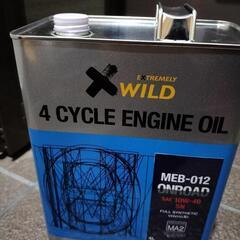 EXTREMELY
WILD
4 CYCLE ENGINE OIL
MEB-012
ONROAD
SAE 10W-40
SN
FULL SYNTHETIC
MA2